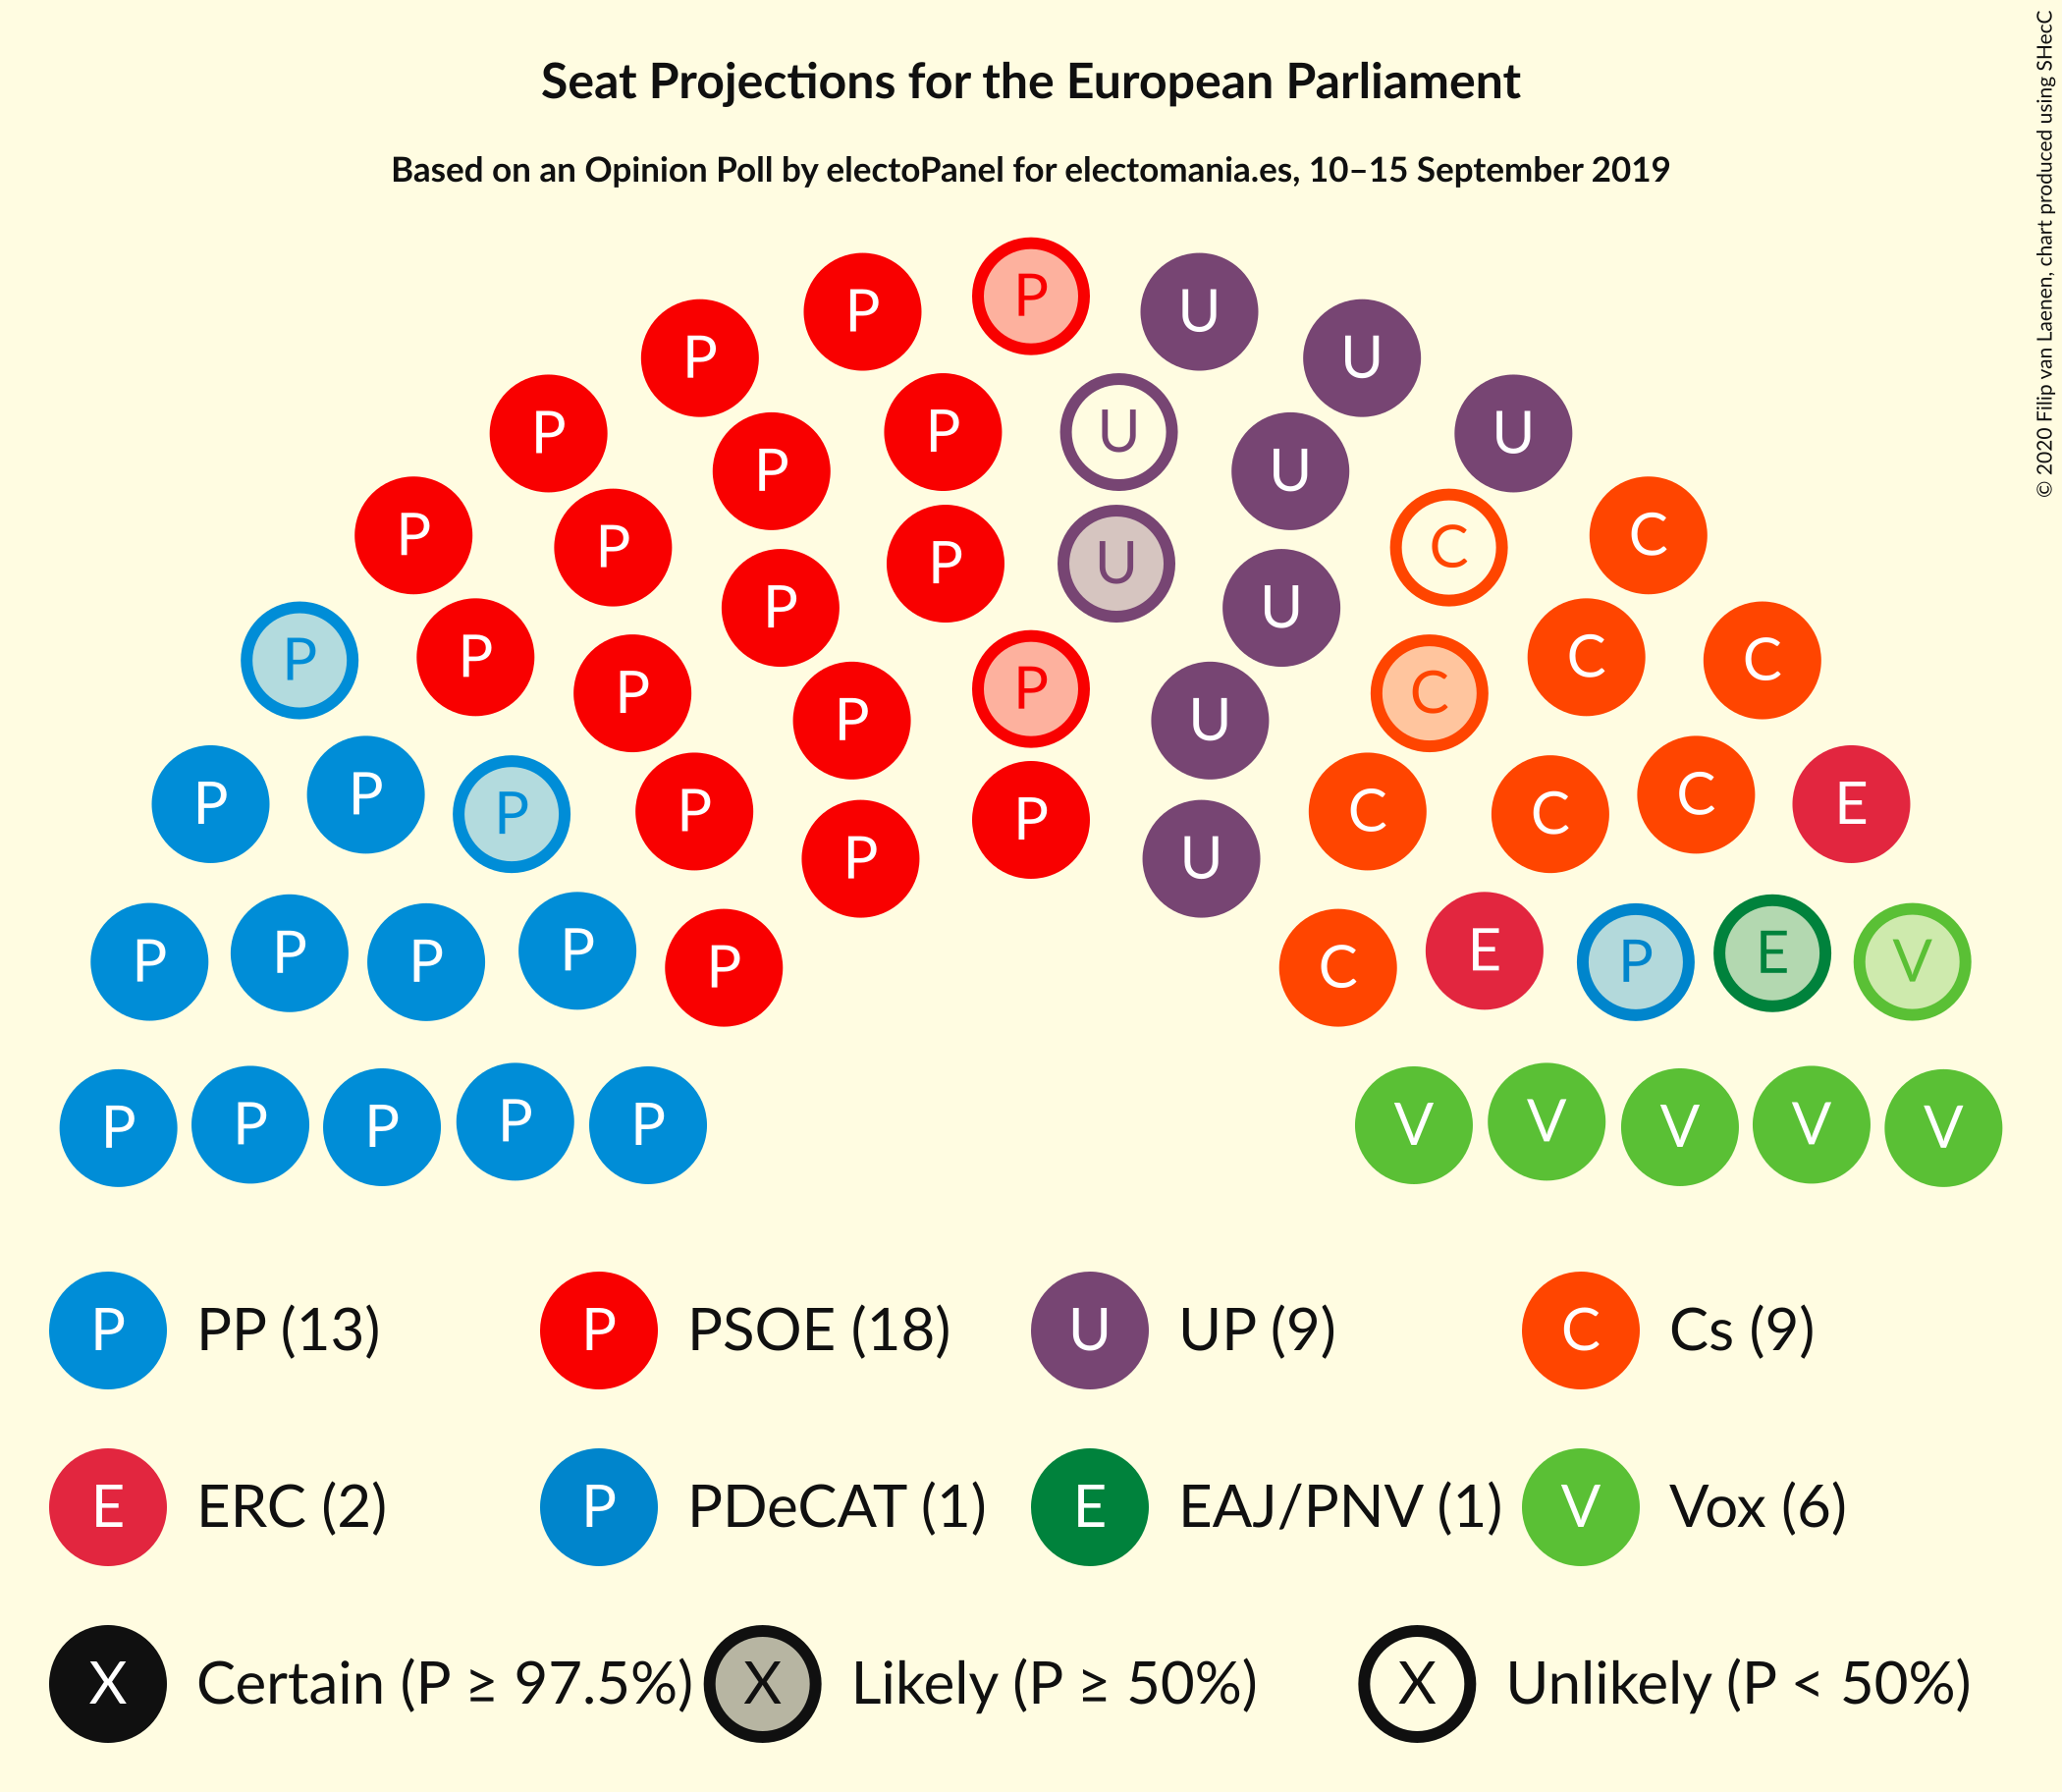 Seat Projections for the European Parliament
Based on an Opinion Poll by electoPanel for electomania.es, 10–15 September 2019
© 2020 Filip van Laenen, chart produced using SHecC
P P P U U
P P P U U U
P P P U C C
P P P P U C C
P P P P C C
P P P P U C C C E
P P P P P U C E P E V
P P P P P P C
P P P P P V V V V V
P PP (13) P PSOE (18) U UP (9) C Cs (9)
E ERC (2) P PDeCAT (1) E EAJ/PNV (1) V Vox (6)
X Certain (P ≥ 97.5%) X Likely (P ≥ 50%) X Unlikely (P < 50%)